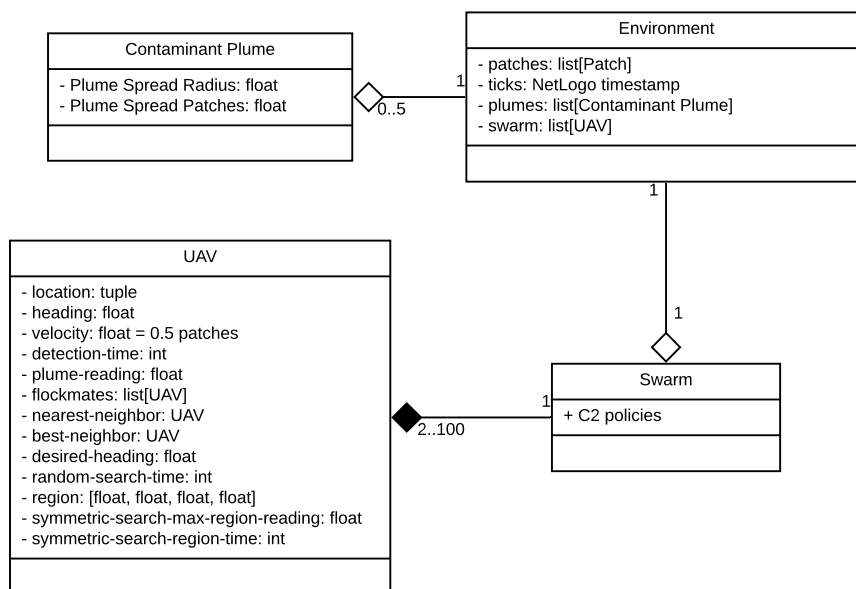 Contaminant Plume
- Plume Spread Radius: float
- Plume Spread Patches: float
0..5
1
Environment
- patches: list[Patch]
- ticks: NetLogo timestamp
- plumes: list[Contaminant Plume]
- swarm: list[UAV]
1
1
UAV
- location: tuple
- heading: float
- velocity: float = 0.5 patches
- detection-time: int
- plume-reading: float
- flockmates: list[UAV]
- nearest-neighbor: UAV
- best-neighbor: UAV
- desired-heading: float
- random-search-time: int
- region: [float, float, float, float]
- symmetric-search-max-region-reading: float
- symmetric-search-region-time: int
2..100
1
Swarm
+ C2 policies